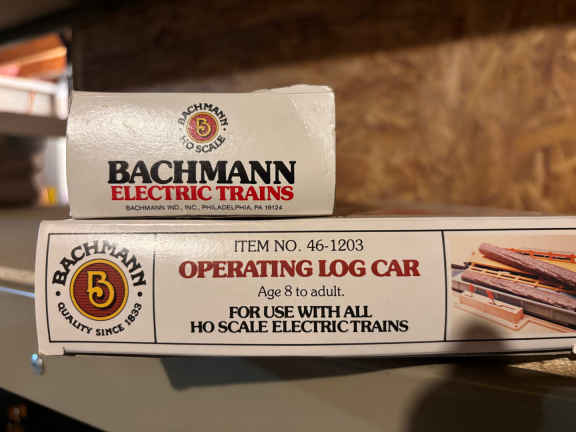 BACHMANN
B
HO SCALE
BACHMANN
ELECTRIC TRAINS
BACHMANN IND., INC., PHILADELPHIA, PA 19124
BACHMANN
B
QUALITY SINCE 1833
ITEM NO. 46-1203
OPERATING LOG CAR
Age 8 to adult.
FOR USE WITH ALL
HO SCALE ELECTRIC TRAINS